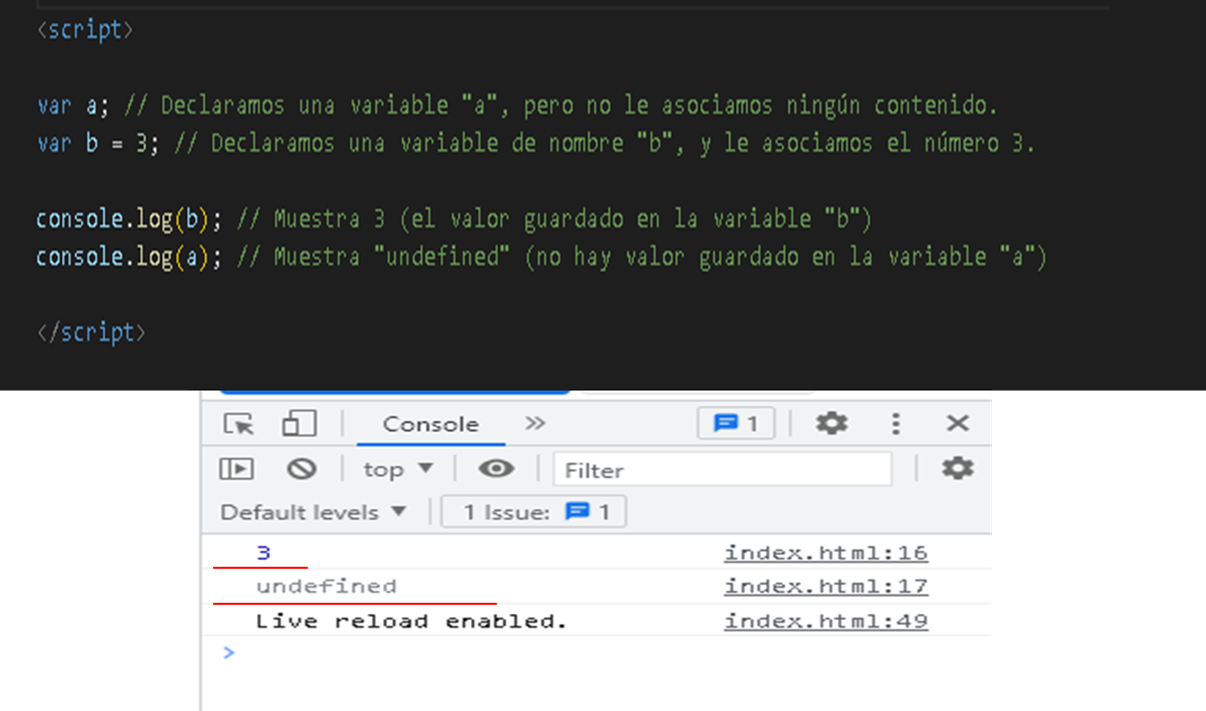 <script>
var a; // Declaramos una variable "a", pero no le asociamos ningún contenido.
var b = 3; // Declaramos una variable de nombre "b", y le asociamos el número 3.
console.log(b); // Muestra 3 (el valor guardado en la variable "b")
console.log(a); // Muestra "undefined" (no hay valor guardado en la variable "a")
</script>
Console » 1
top ▼ Filter
Default levels ▼ 1 Issue: 1
3 index.html:16
undefined index.html:17
Live reload enabled. index.html:49
>